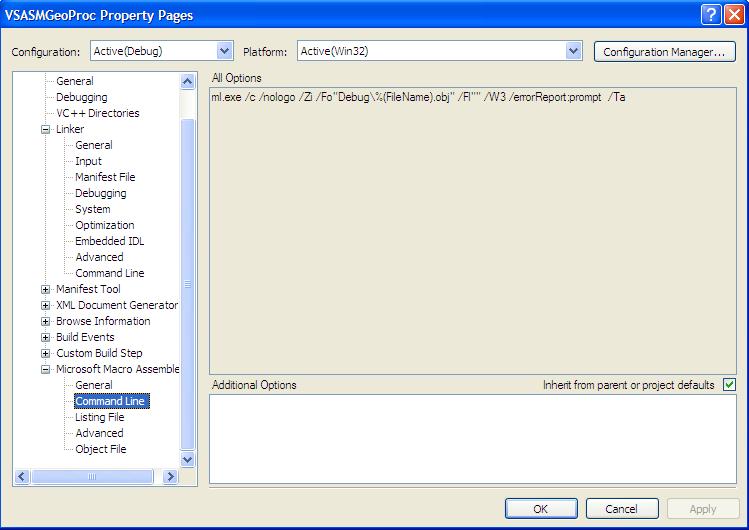 VSASMGeoProc Property Pages
Configuration: Active(Debug) Platform: Active(Win32) Configuration Manager...
General
Debugging
VC++ Directories
Linker
General
Input
Manifest File
Debugging
System
Optimization
Embedded IDL
Advanced
Command Line
Manifest Tool
XML Document Generator
Browse Information
Build Events
Custom Build Step
Microsoft Macro Assemble
General
Command Line
Listing File
Advanced
Object File
All Options
ml.exe /c /nologo /Zi /Fo"Debug\%(FileName).obj" /Fl"" /W3 /errorReport:prompt /Ta
Additional Options Inherit from parent or project defaults
OK Cancel Apply